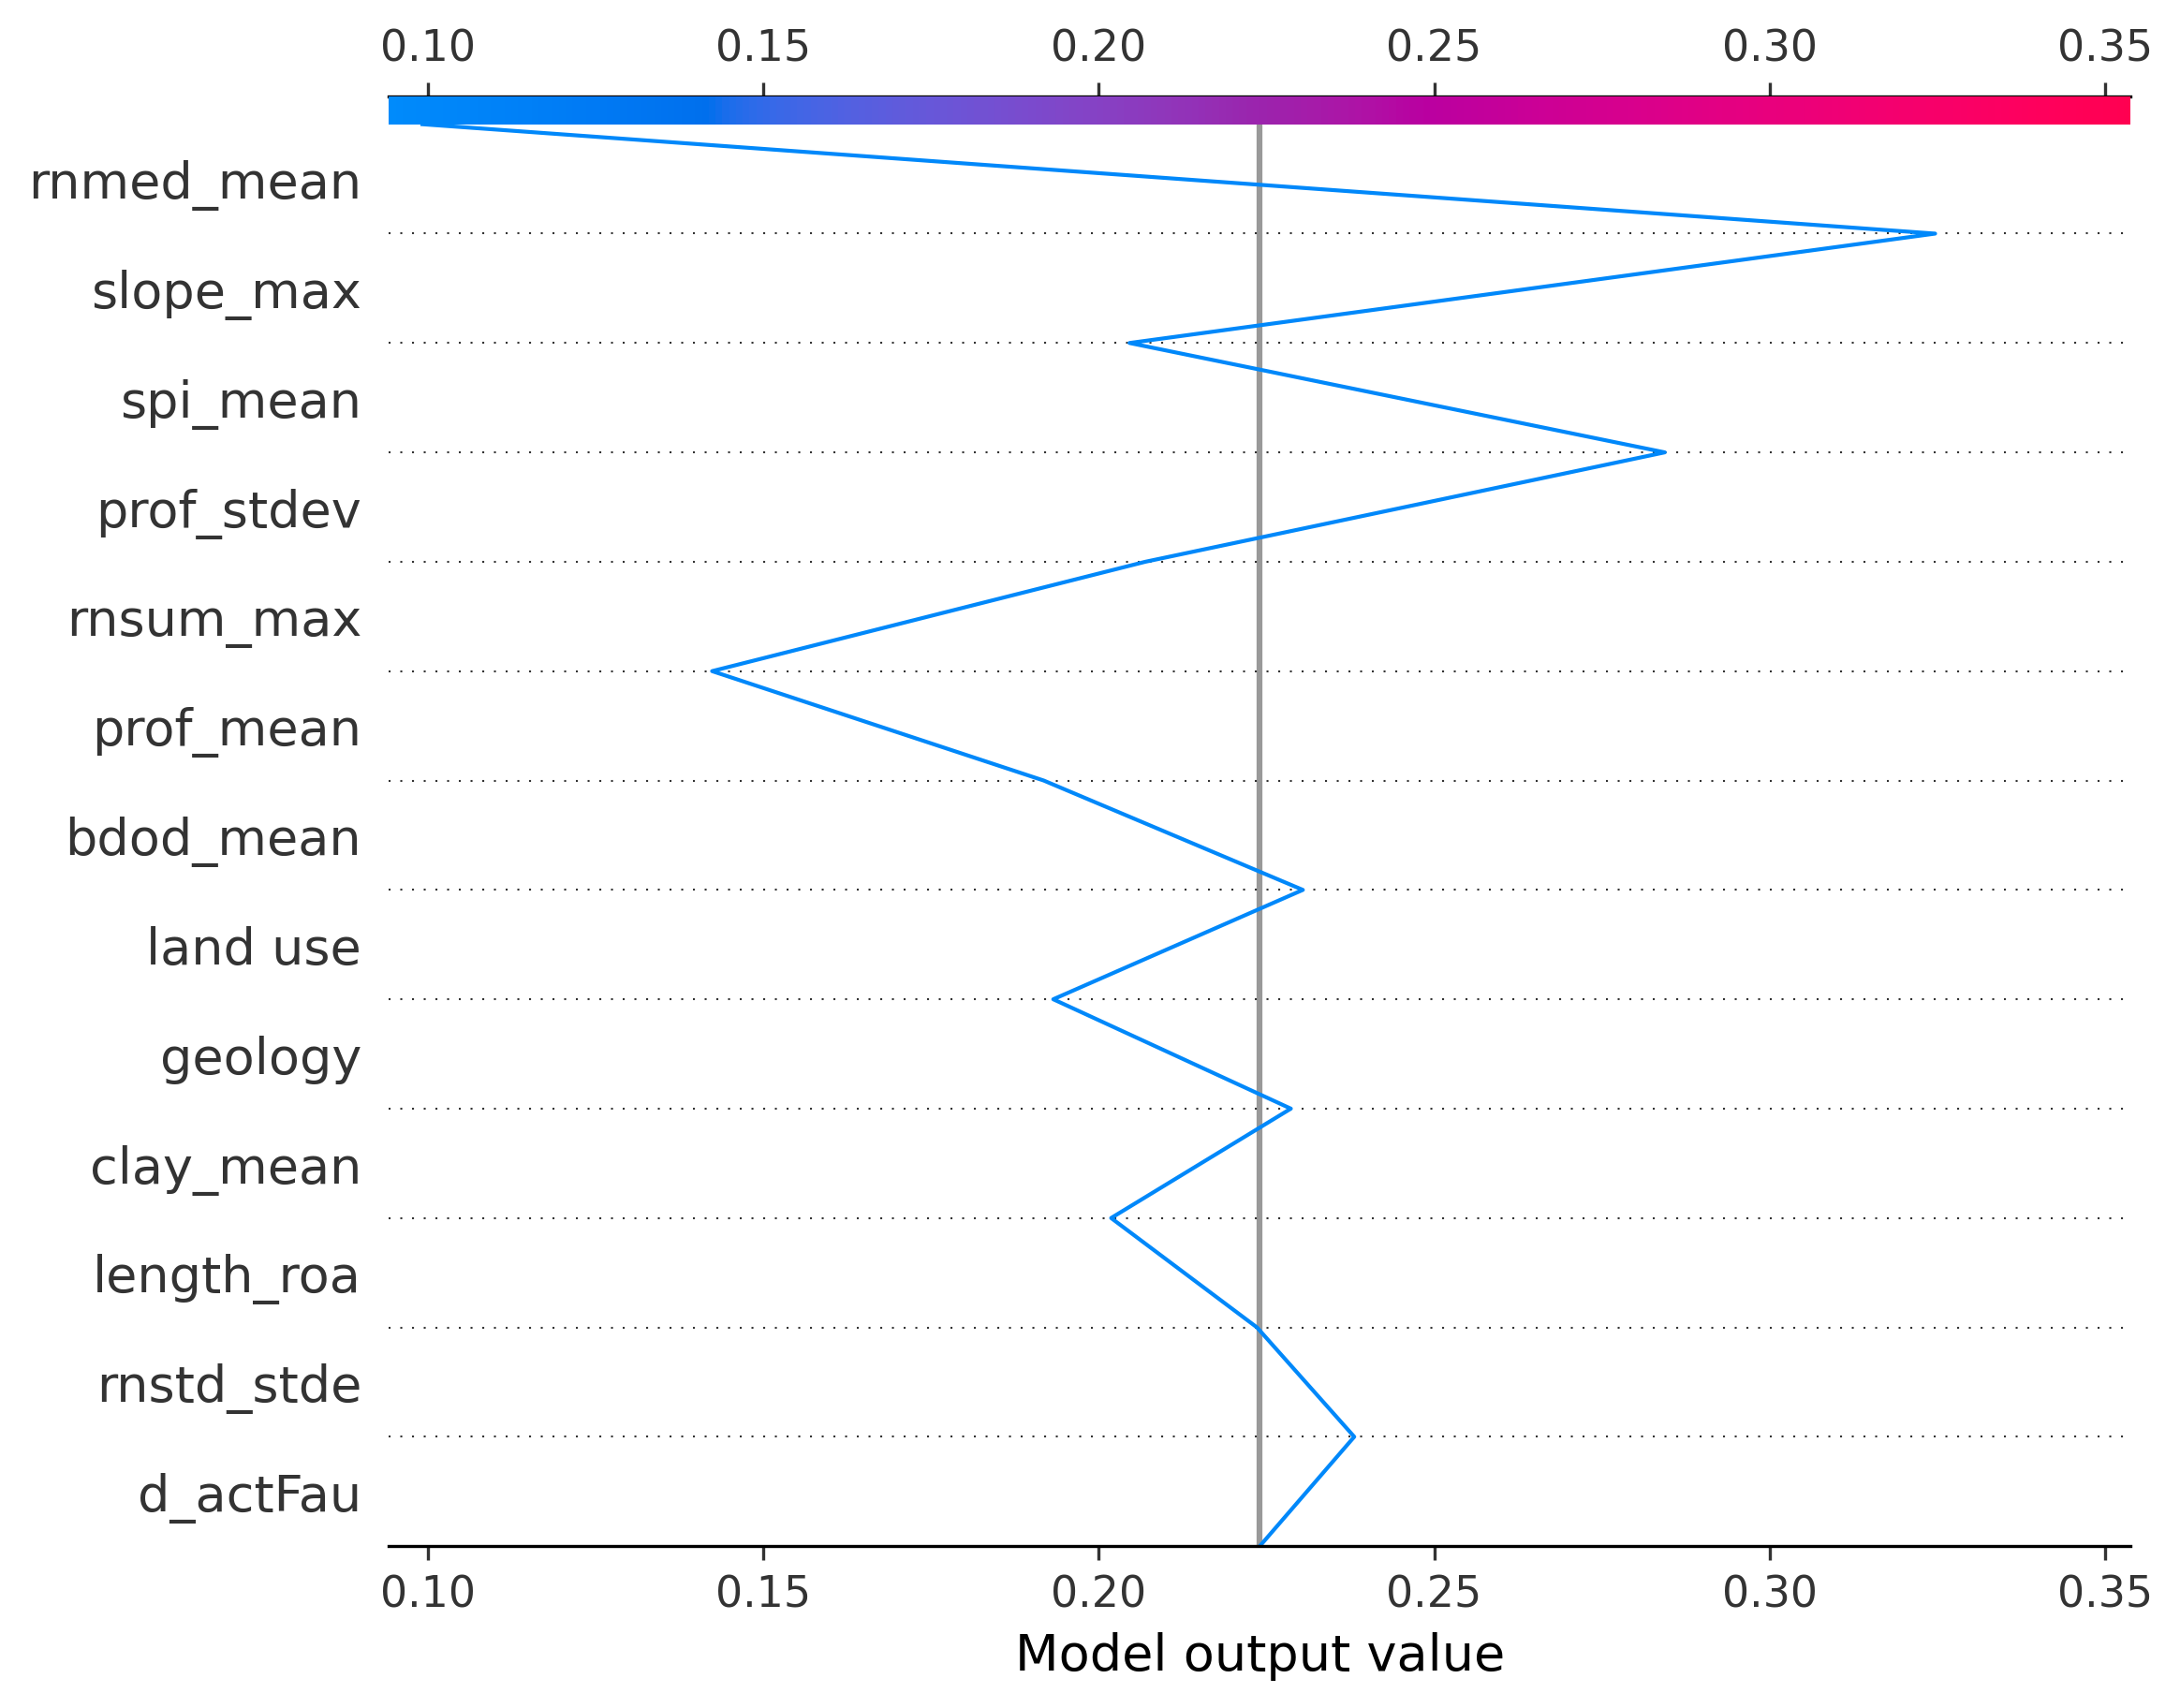 0.10 0.15 0.20 0.25 0.30 0.35
rnmed_mean
slope_max
spi_mean
prof_stdev
rnsum_max
prof_mean
bdod_mean
land use
geology
clay_mean
length_roa
rnstd_stde
d_actFau
0.10 0.15 0.20 0.25 0.30 0.35
Model output value